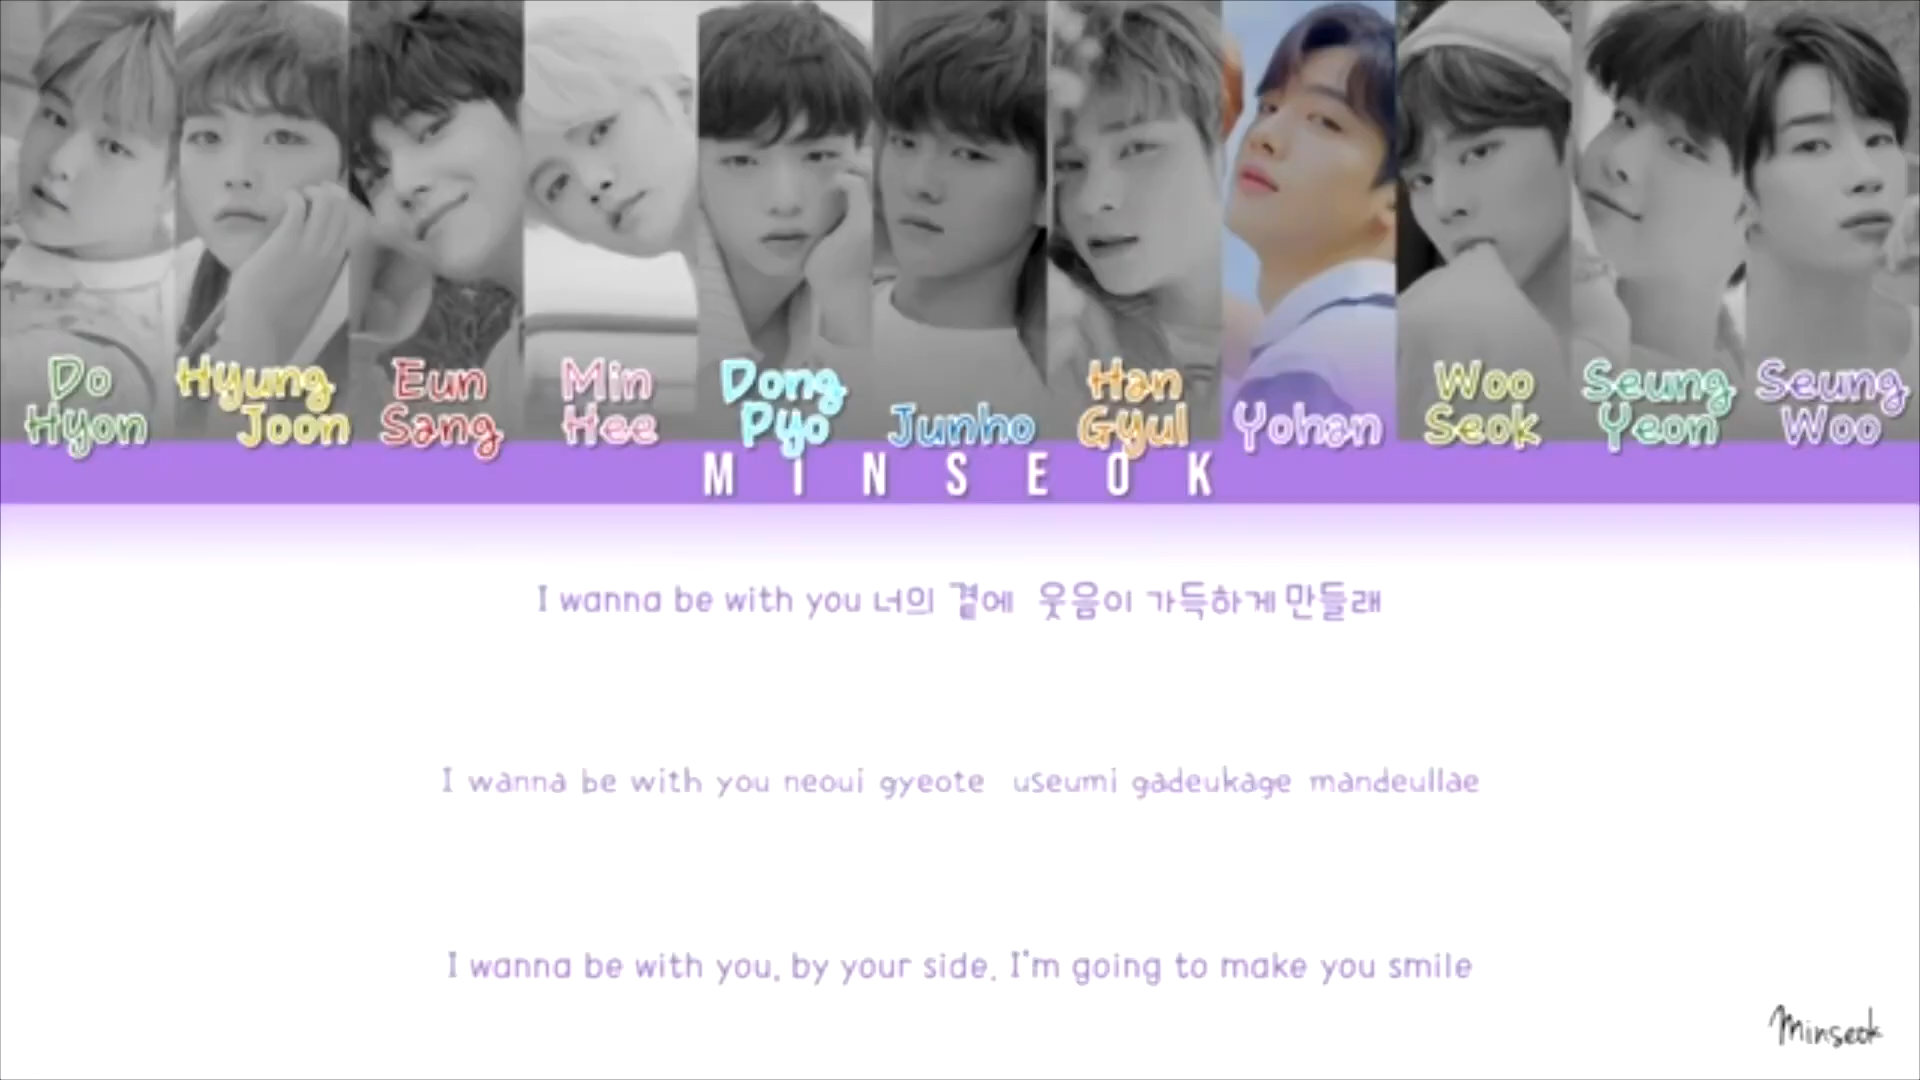 Do Hyon
Hyung Joon
Eun Sang
Min Hee
Dong Pyo
Junho
Han Gyul
Yohan
Woo Seok
Seung Yeon
Seung Woo
MINSEOK
I wanna be with you 너의 곁에 웃음이 가득하게 만들래
I wanna be with you neoui gyeote useumi gadeukage mandeullae
I wanna be with you, by your side, I'm going to make you smile
Minseok